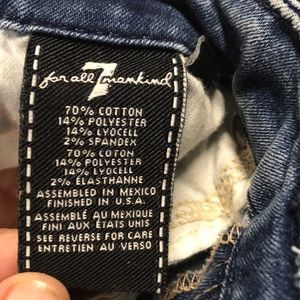 7
for all mankind
70% COTTON
14% POLYESTER
14% LYOCELL
2% SPANDEX
70% COTON
14% POLYESTER
14% LYOCELL
2% ÉLASTHANNE
ASSEMBLED IN MEXICO
FINISHED IN U.S.A.
ASSEMBLÉ AU MEXIQUE
FINI AUX ÉTATS UNIS
SEE REVERSE FOR CARE
ENTRETIEN AU VERSO